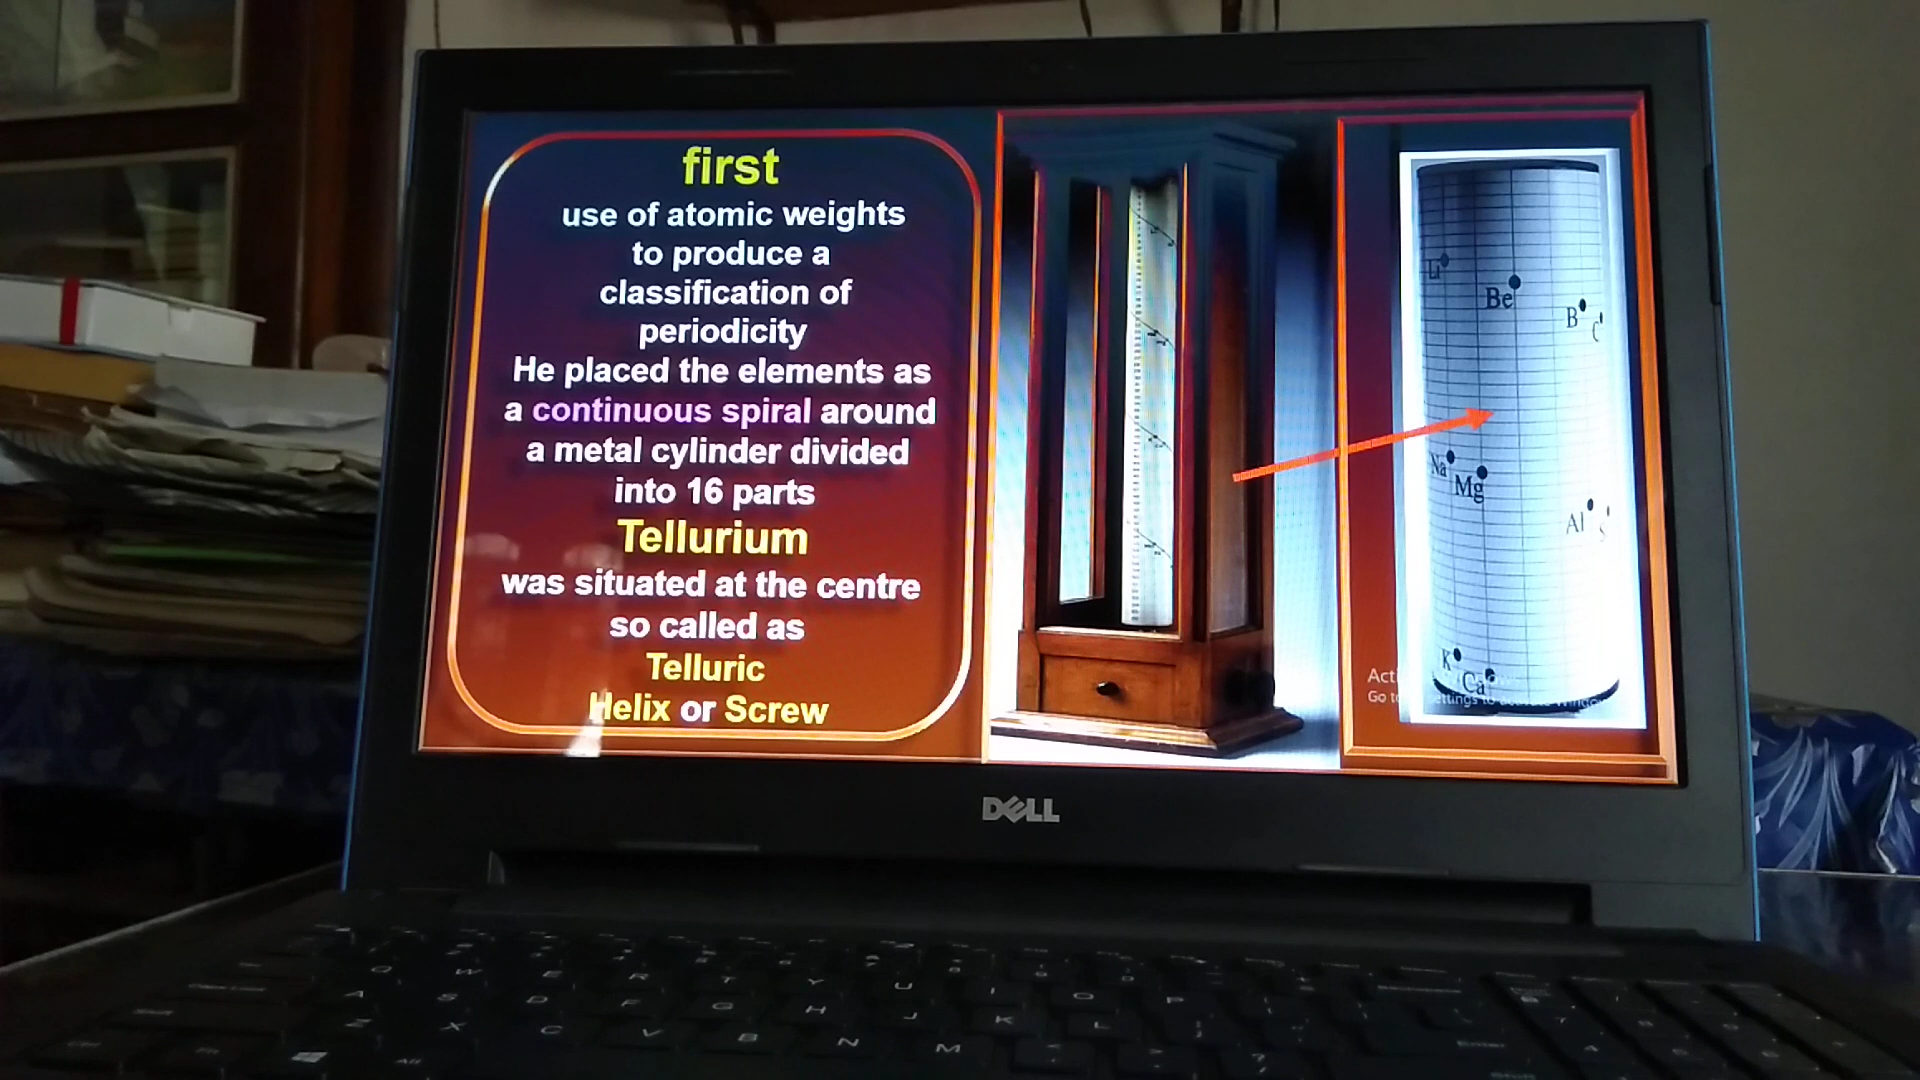 first
use of atomic weights
to produce a
classification of
periodicity
He placed the elements as
a continuous spiral around
a metal cylinder divided
into 16 parts
Tellurium
was situated at the centre
so called as
Telluric
Helix or Screw
Li
Be
B
C
Na
Mg
Al
S
K
Ca
Go to
DELL
Q W E R T Y U I O P
A S D F G H J K L
Z X C V B N M